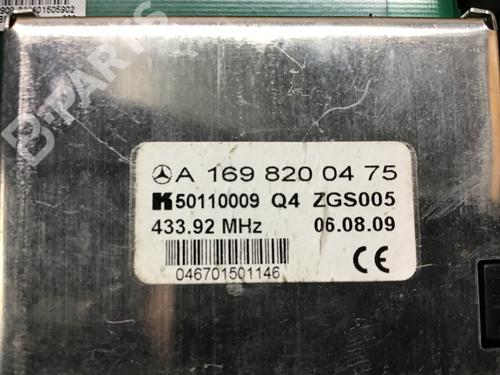 A 169 820 04 75
50110009 Q4 ZGS005
433.92 MHz 06.08.09
046701501146
CE
B-PARTS